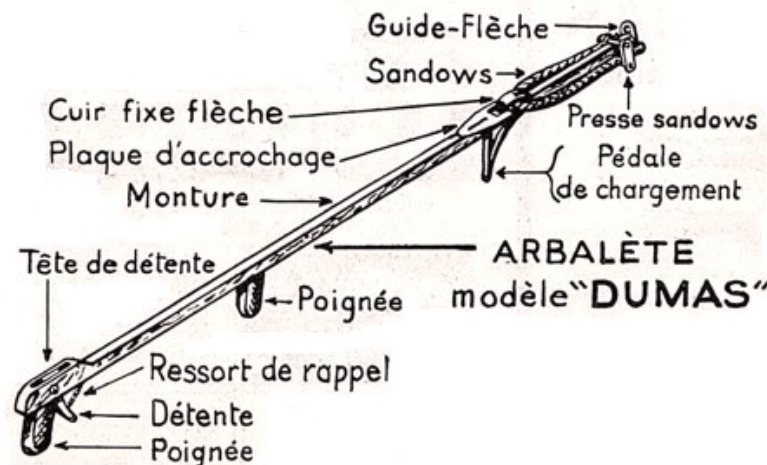 Guide-Flèche
Sandows
Cuir fixe flèche
Presse sandows
Plaque d'accrochage
Pédale
de chargement
Monture
ARBALÈTE
Tête de détente
modèle "DUMAS"
Poignée
Ressort de rappel
Détente
Poignée